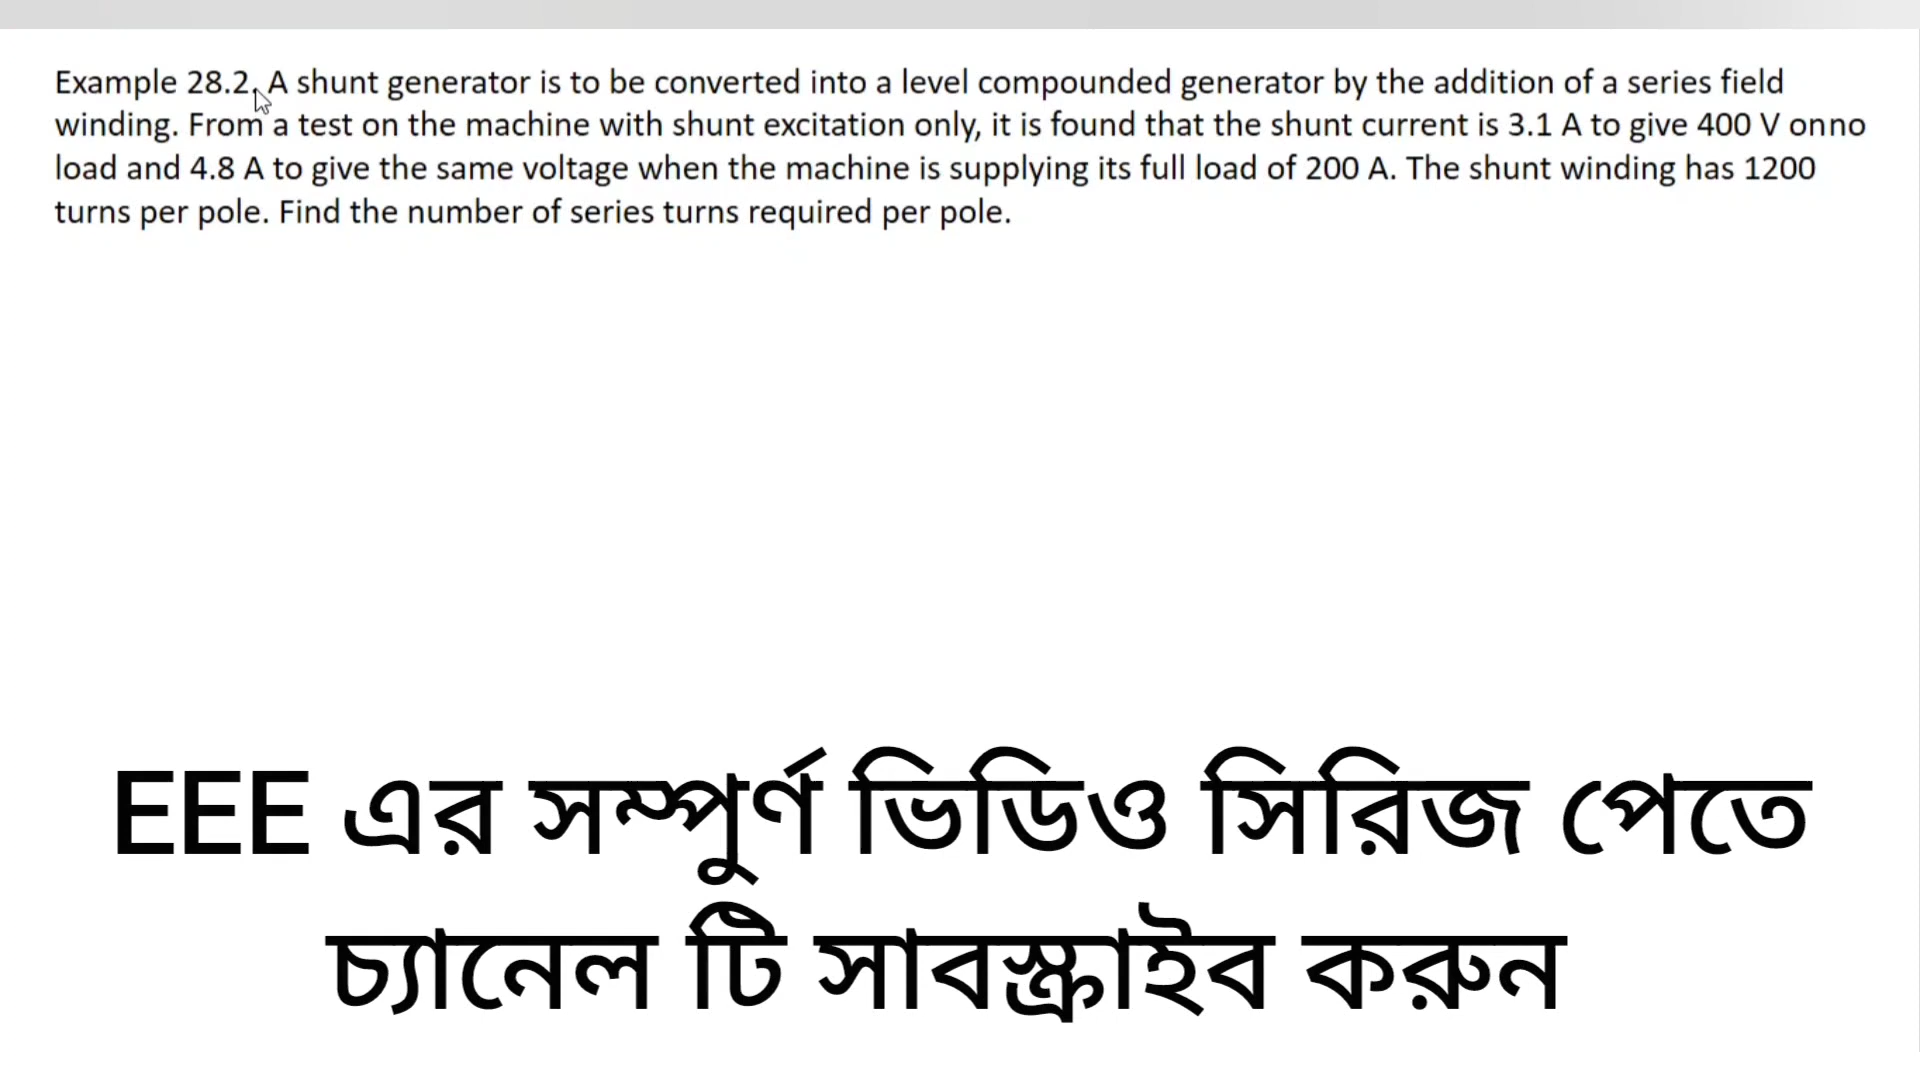 Example 28.2. A shunt generator is to be converted into a level compounded generator by the addition of a series field
winding. From a test on the machine with shunt excitation only, it is found that the shunt current is 3.1 A to give 400 V onno
load and 4.8 A to give the same voltage when the machine is supplying its full load of 200 A. The shunt winding has 1200
turns per pole. Find the number of series turns required per pole.
EEE এর সম্পুর্ণ ভিডিও সিরিজ পেতে
চ্যানেল টি সাবস্ক্রাইব করুন